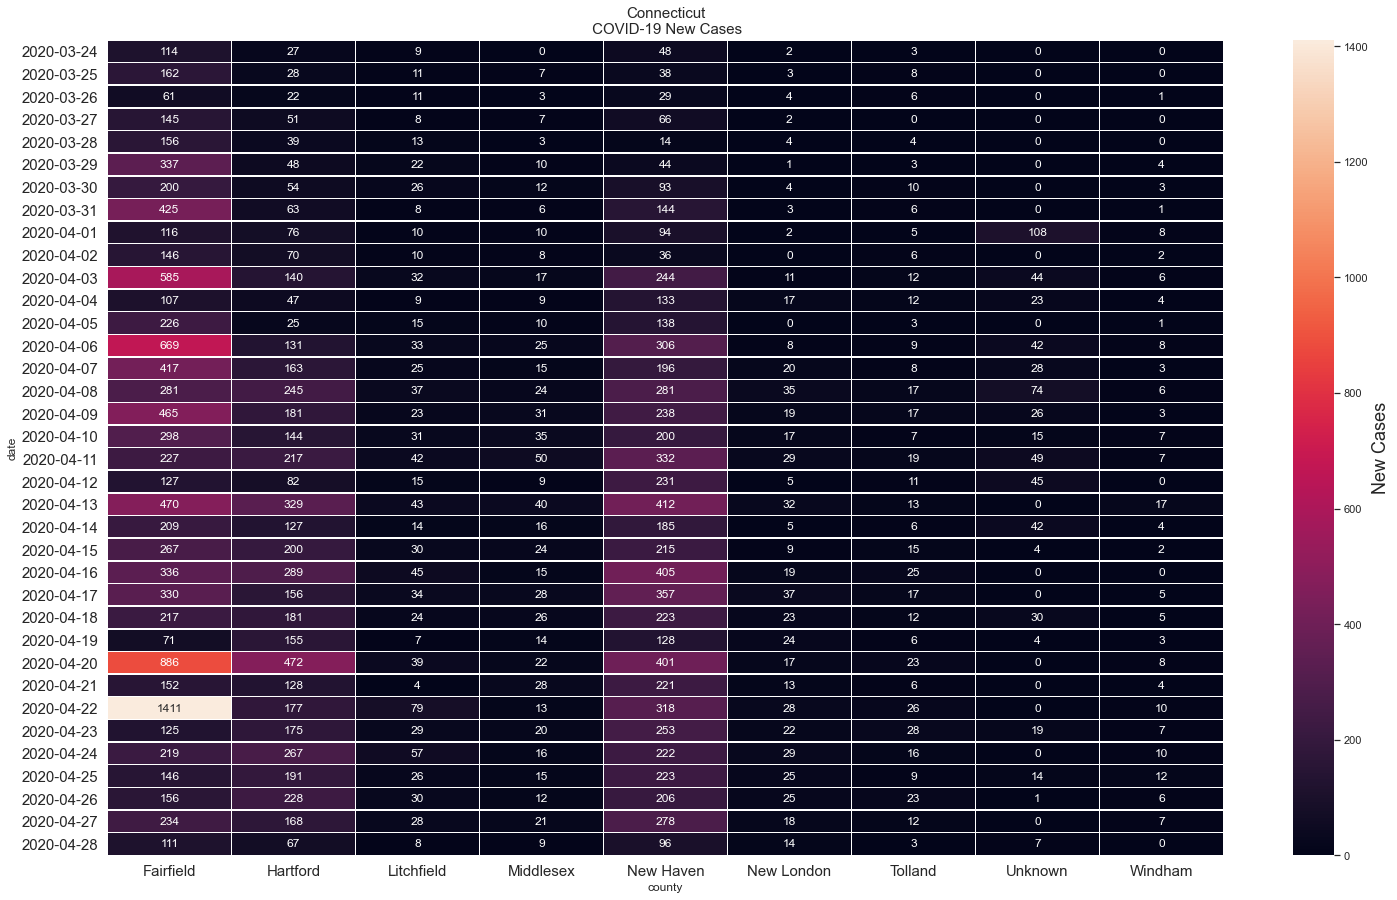 Connecticut
COVID-19 New Cases
2020-03-24 114 27 9 0 48 2 3 0 0
2020-03-25 162 28 11 7 38 3 8 0 0
2020-03-26 61 22 11 3 29 4 6 0 1
2020-03-27 145 51 8 7 66 2 0 0 0
2020-03-28 156 39 13 3 14 4 4 0 0
2020-03-29 337 48 22 10 44 1 3 0 4
2020-03-30 200 54 26 12 93 4 10 0 3
2020-03-31 425 63 8 6 144 3 6 0 1
2020-04-01 116 76 10 10 94 2 5 108 8
2020-04-02 146 70 10 8 36 0 6 0 2
2020-04-03 585 140 32 17 244 11 12 44 6
2020-04-04 107 47 9 9 133 17 12 23 4
2020-04-05 226 25 15 10 138 0 3 0 1
2020-04-06 669 131 33 25 306 8 9 42 8
2020-04-07 417 163 25 15 196 20 8 28 3
2020-04-08 281 245 37 24 281 35 17 74 6
2020-04-09 465 181 23 31 238 19 17 26 3
2020-04-10 298 144 31 35 200 17 7 15 7
2020-04-11 227 217 42 50 332 29 19 49 7
2020-04-12 127 82 15 9 231 5 11 45 0
2020-04-13 470 329 43 40 412 32 13 0 17
2020-04-14 209 127 14 16 185 5 6 42 4
2020-04-15 267 200 30 24 215 9 15 4 2
2020-04-16 336 289 45 15 405 19 25 0 0
2020-04-17 330 156 34 28 357 37 17 0 5
2020-04-18 217 181 24 26 223 23 12 30 5
2020-04-19 71 155 7 14 128 24 6 4 3
2020-04-20 886 472 39 22 401 17 23 0 8
2020-04-21 152 128 4 28 221 13 6 0 4
2020-04-22 1411 177 79 13 318 28 26 0 10
2020-04-23 125 175 29 20 253 22 28 19 7
2020-04-24 219 267 57 16 222 29 16 0 10
2020-04-25 146 191 26 15 223 25 9 14 12
2020-04-26 156 228 30 12 206 25 23 1 6
2020-04-27 234 168 28 21 278 18 12 0 7
2020-04-28 111 67 8 9 96 14 3 7 0
Fairfield Hartford Litchfield Middlesex New Haven New London Tolland Unknown Windham
county
date
1400
1200
1000
800
600
400
200
0
New Cases